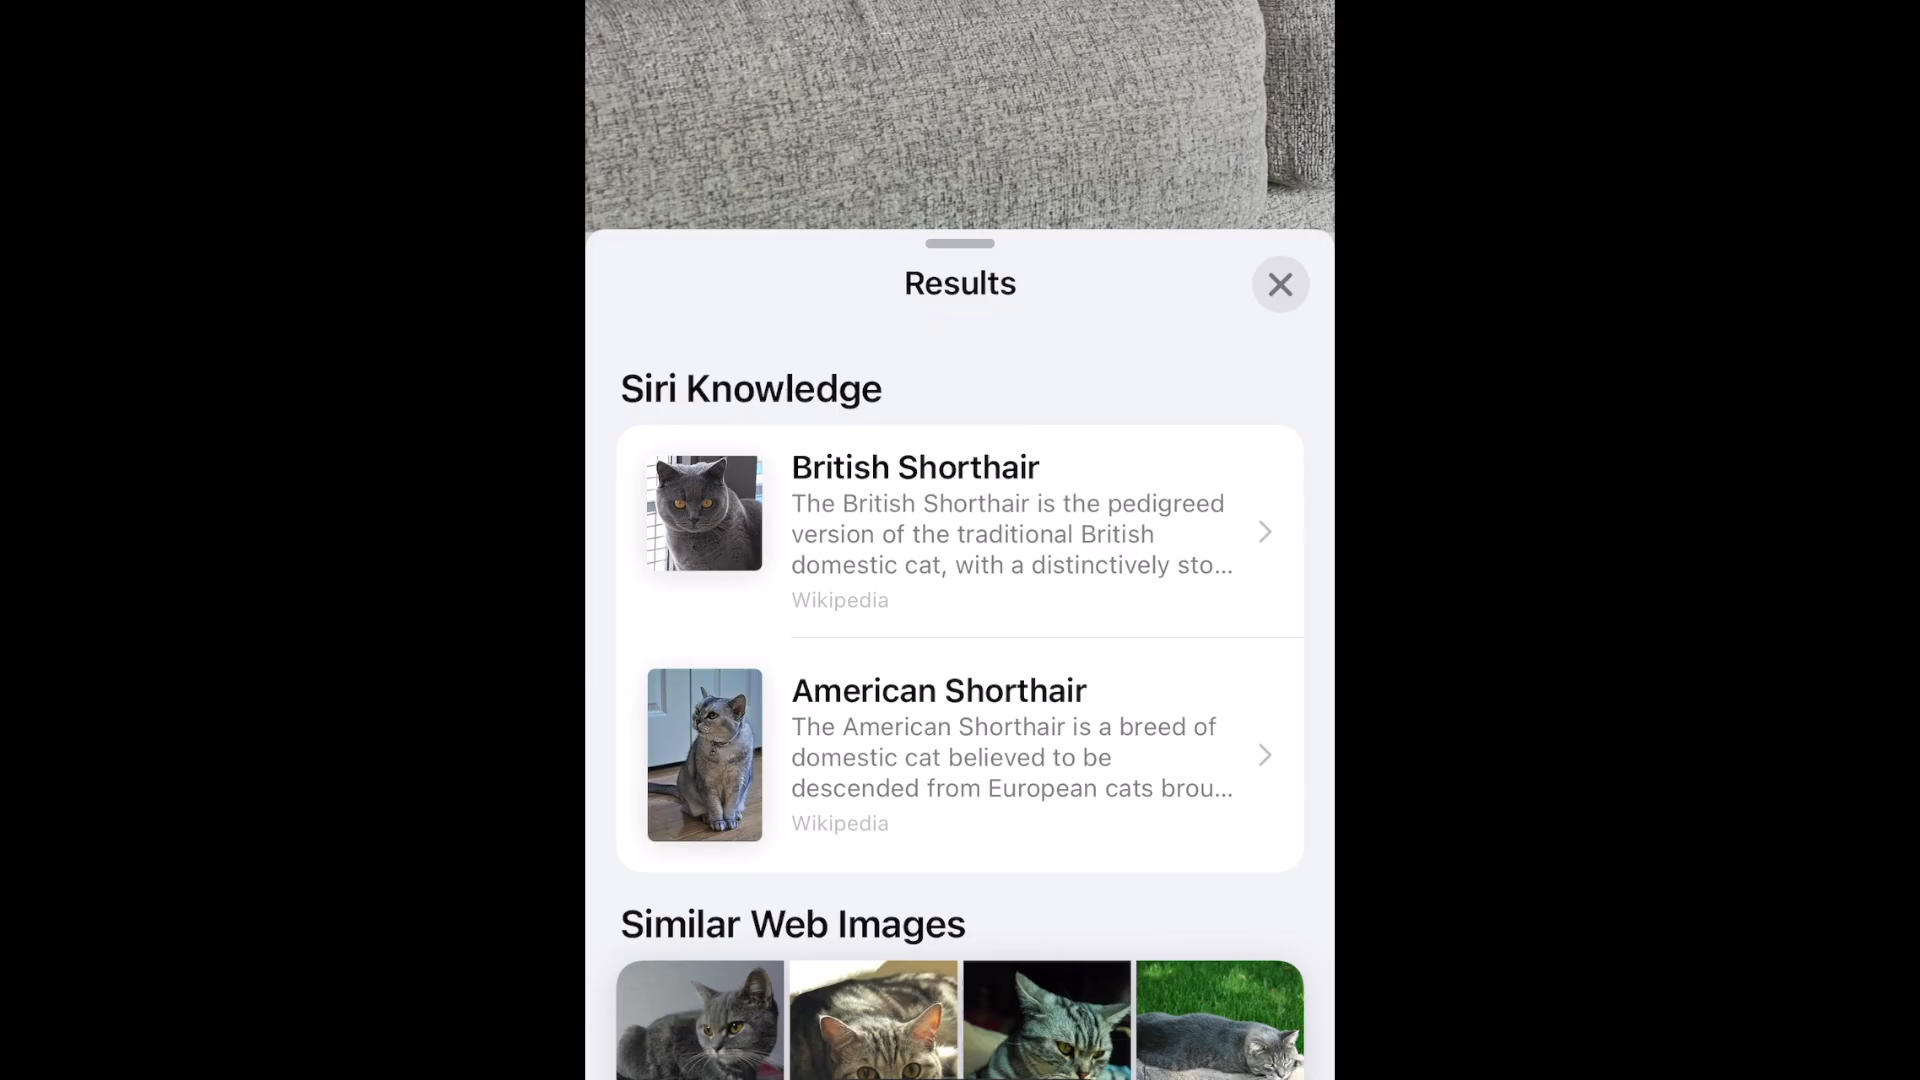 Results
Siri Knowledge
British Shorthair
The British Shorthair is the pedigreed
version of the traditional British
domestic cat, with a distinctively sto...
Wikipedia
American Shorthair
The American Shorthair is a breed of
domestic cat believed to be
descended from European cats brou...
Wikipedia
Similar Web Images